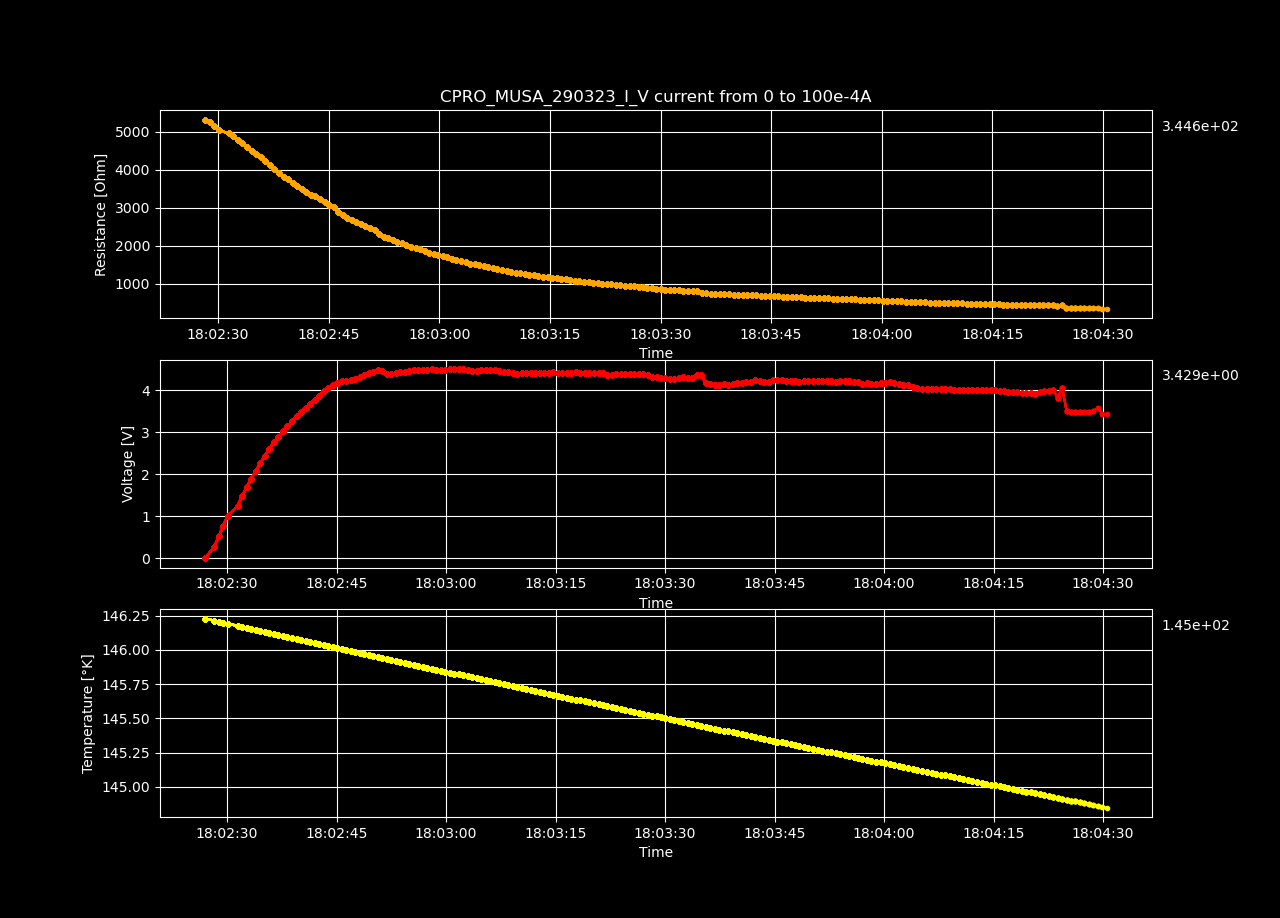 CPRO_MUSA_290323_I_V current from 0 to 100e-4A
3.446e+02
Resistance [Ohm]
5000
4000
3000
2000
1000
18:02:30 18:02:45 18:03:00 18:03:15 18:03:30 18:03:45 18:04:00 18:04:15 18:04:30
Time
3.429e+00
Voltage [V]
4
3
2
1
0
18:02:30 18:02:45 18:03:00 18:03:15 18:03:30 18:03:45 18:04:00 18:04:15 18:04:30
Time
1.45e+02
Temperature [°K]
146.25
146.00
145.75
145.50
145.25
145.00
18:02:30 18:02:45 18:03:00 18:03:15 18:03:30 18:03:45 18:04:00 18:04:15 18:04:30
Time